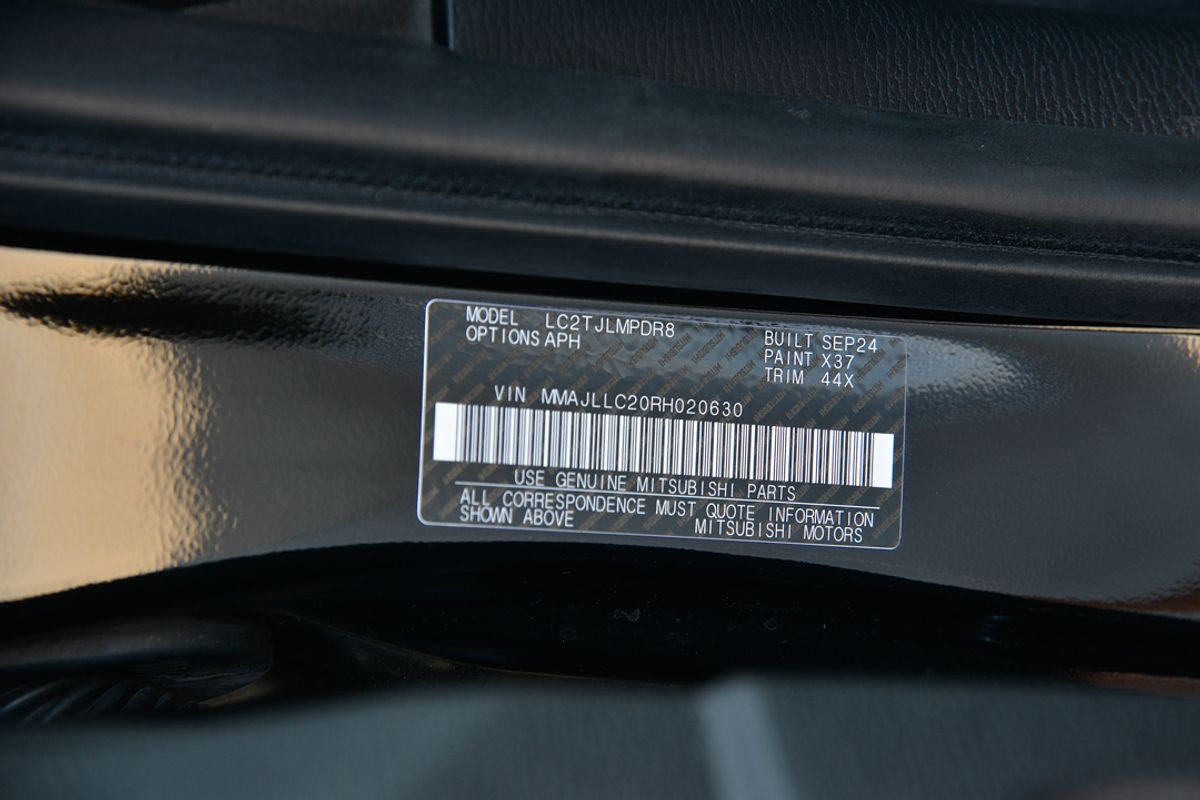 MODEL LC2TJLMPDR8
OPTIONS APH
BUILT SEP24
PAINT X37
TRIM 44X
VIN MMAJLLC20RH020630
USE GENUINE MITSUBISHI PARTS
ALL CORRESPONDENCE MUST QUOTE INFORMATION
SHOWN ABOVE MITSUBISHI MOTORS